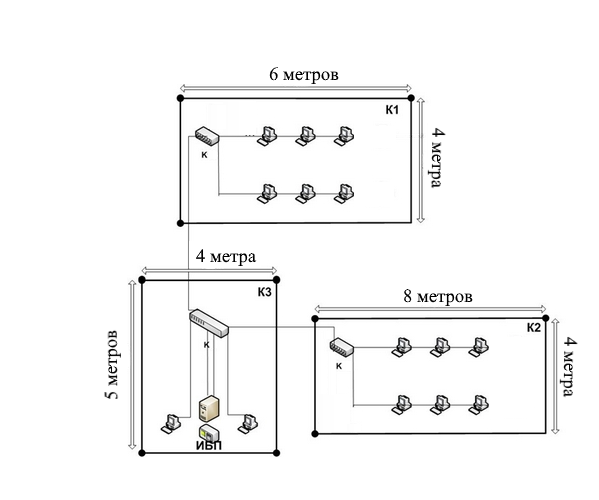 6 метров
К1
К
4 метра
4 метра
К3
К
5 метров
ИБП
8 метров
К2
К
4 метра